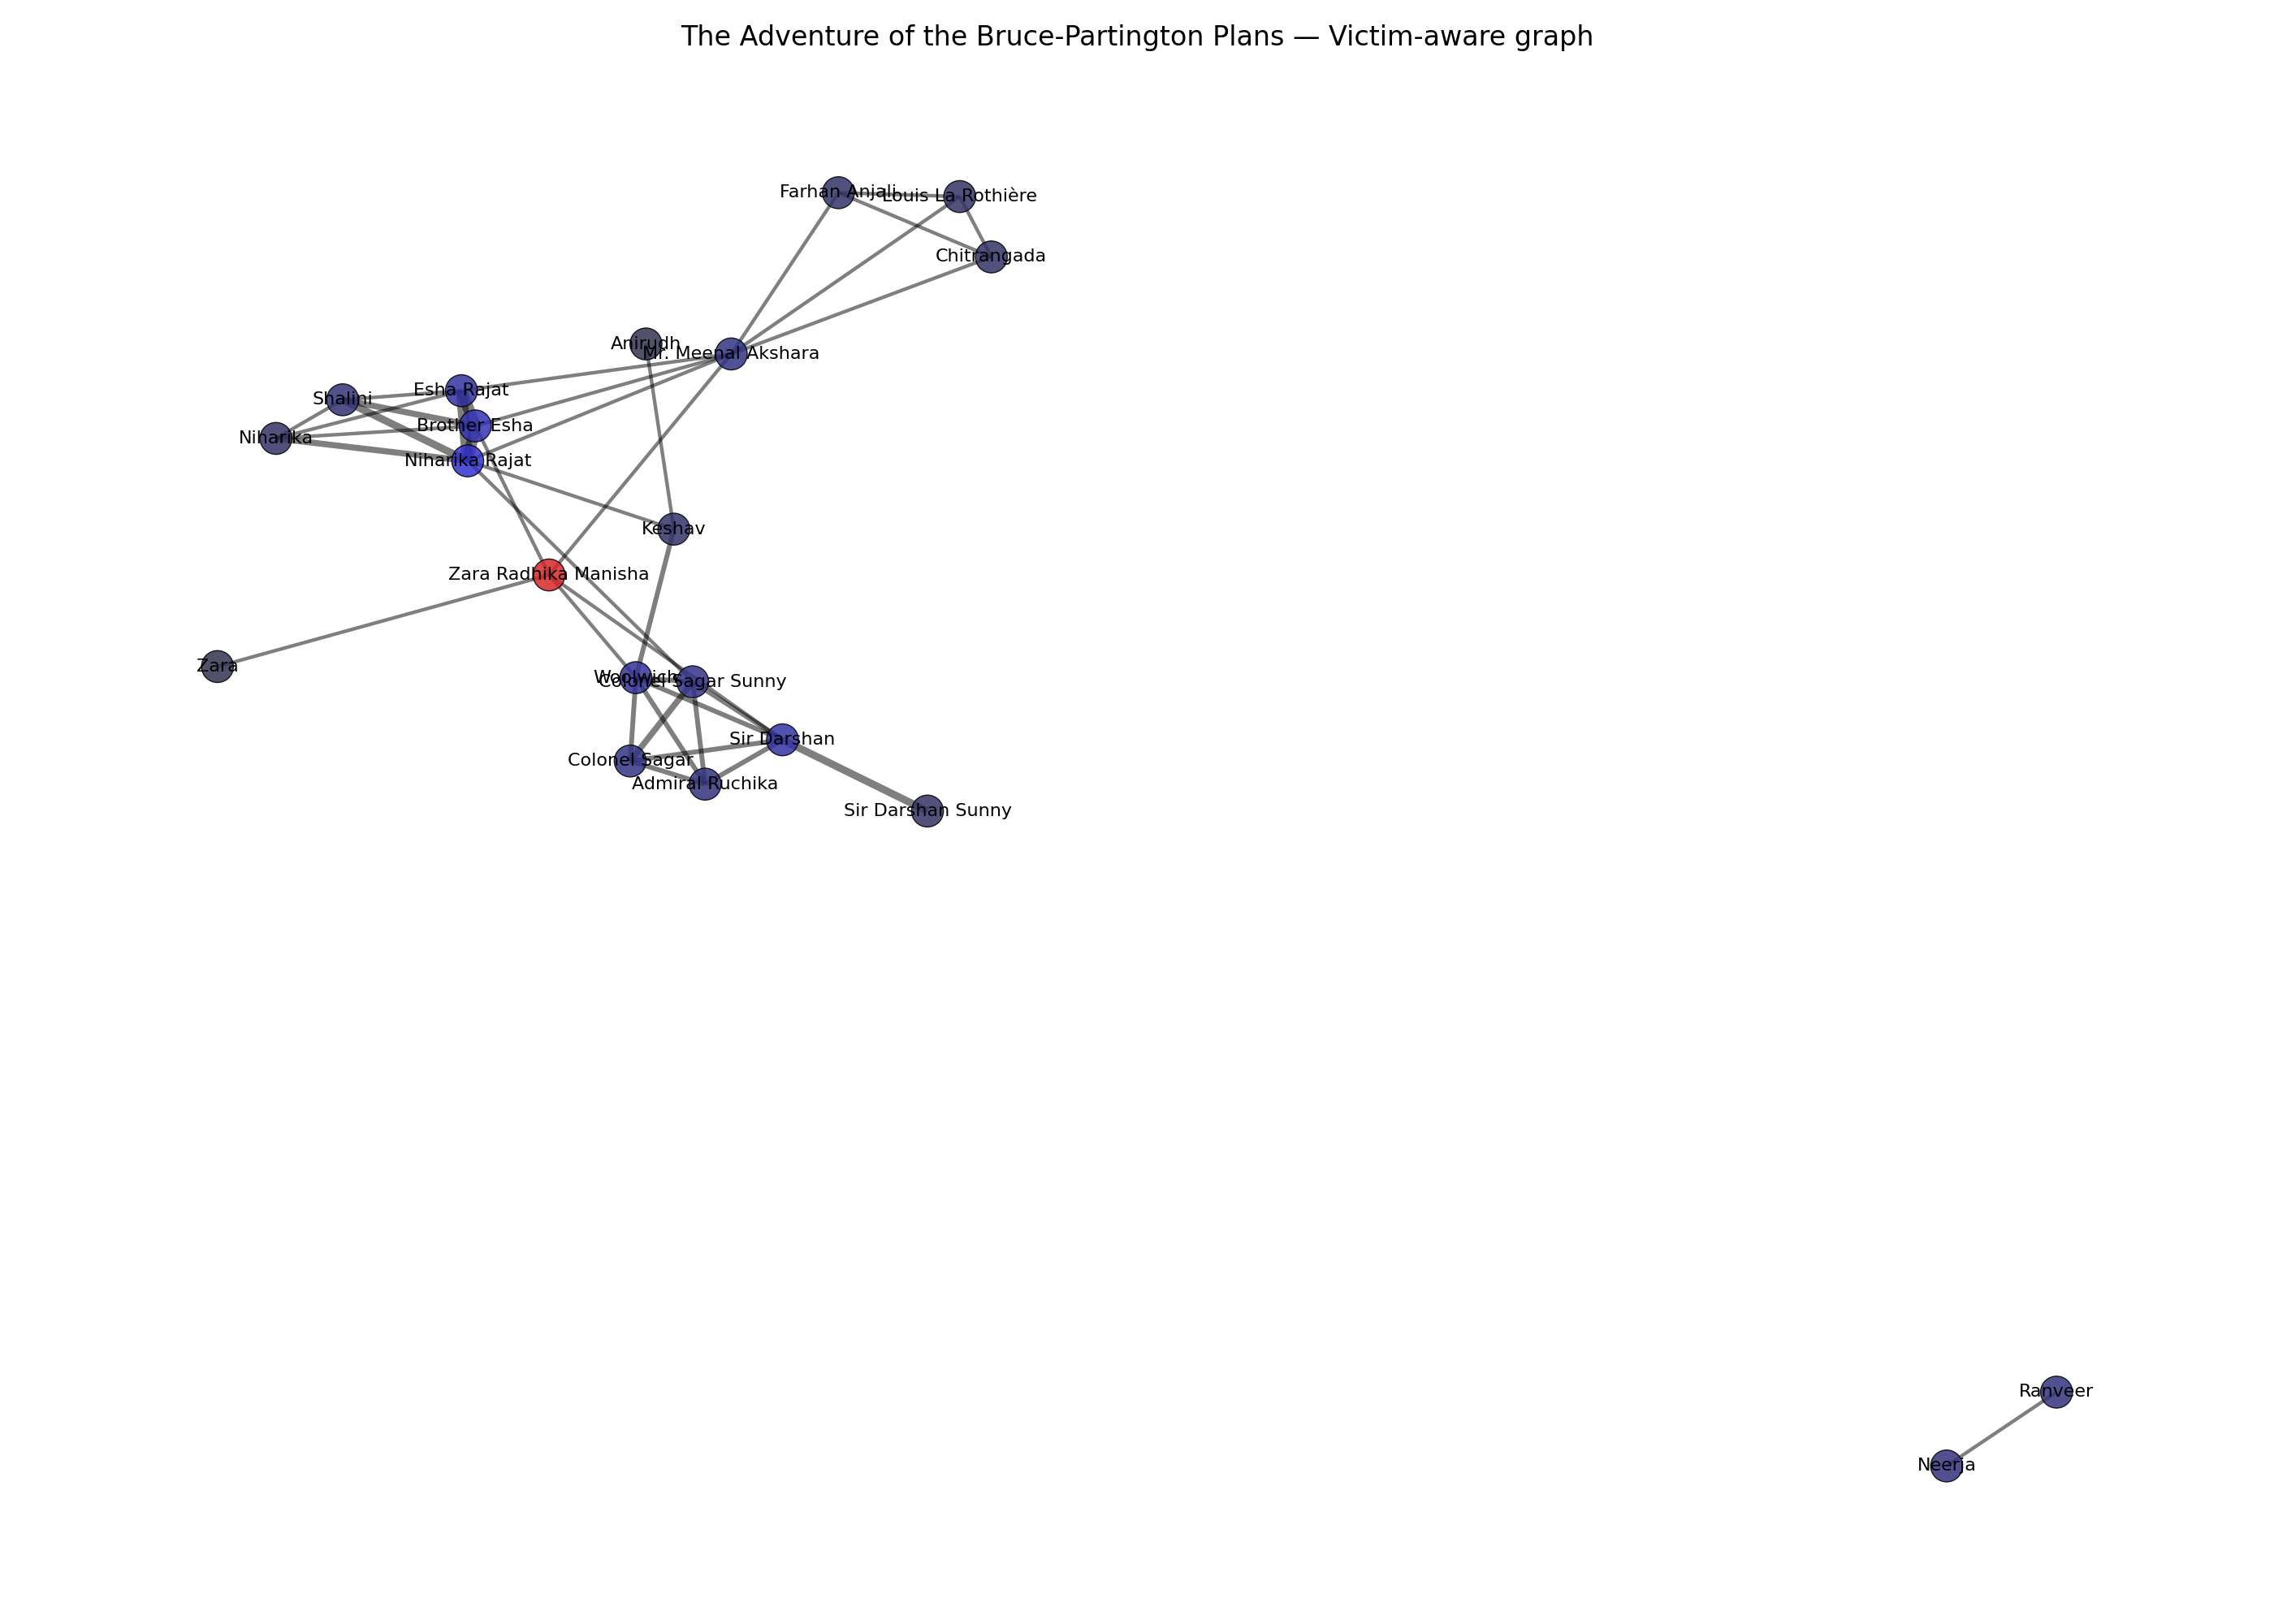 The Adventure of the Bruce-Partington Plans — Victim-aware graph
Farhan Anjali
Louis La Rothière
Chitrangada
Anirudh
Mr. Meenal Akshara
Esha Rajat
Shalini
Brother Esha
Niharika
Niharika Rajat
Keshav
Zara Radhika Manisha
Zara
Woolwich
Colonel Sagar Sunny
Sir Darshan
Colonel Sagar
Admiral Ruchika
Sir Darshan Sunny
Ranveer
Neerja